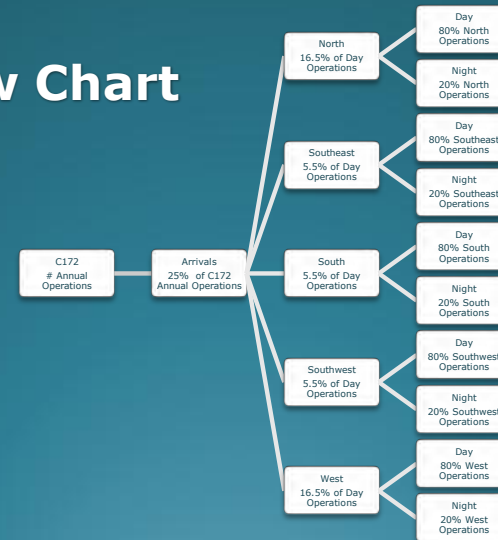 w Chart
C172
# Annual
Operations
Arrivals
25% of C172
Annual Operations
North
16.5% of Day
Operations
Day
80% North
Operations
Night
20% North
Operations
Southeast
5.5% of Day
Operations
Day
80% Southeast
Operations
Night
20% Southeast
Operations
South
5.5% of Day
Operations
Day
80% South
Operations
Night
20% South
Operations
Southwest
5.5% of Day
Operations
Day
80% Southwest
Operations
Night
20% Southwest
Operations
West
16.5% of Day
Operations
Day
80% West
Operations
Night
20% West
Operations